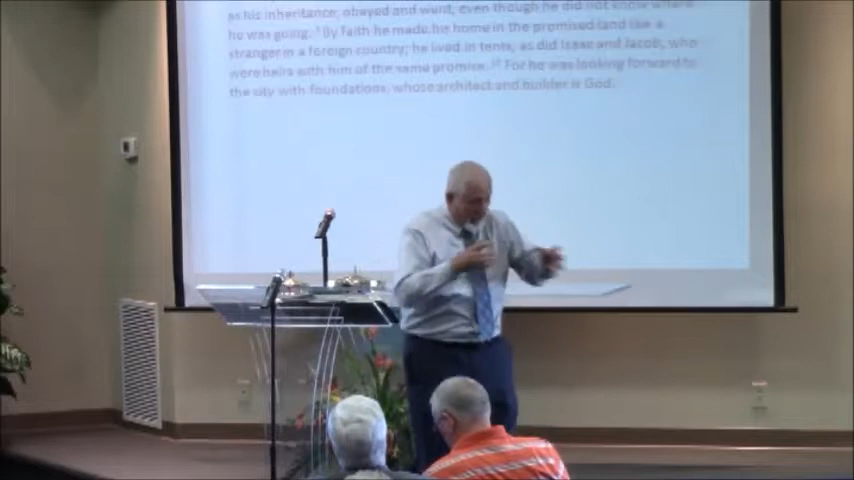 as his inheritance, obeyed and went, even though he did not know where
he was going. ⁹ By faith he made his home in the promised land like a
stranger in a foreign country; he lived in tents, as did Isaac and Jacob, who
were heirs with him of the same promise. ¹⁰ For he was looking forward to
the city with foundations, whose architect and builder is God.